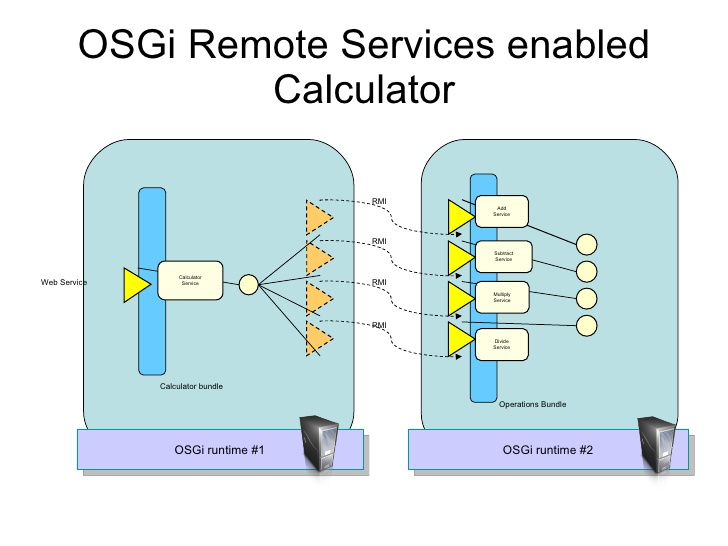 OSGi Remote Services enabled
Calculator
RMI
Add
Service
RMI
Subtract
Service
Web Service
Calculator
Service
RMI
Multiply
Service
RMI
Divide
Service
Calculator bundle
Operations Bundle
OSGi runtime #1
OSGi runtime #2